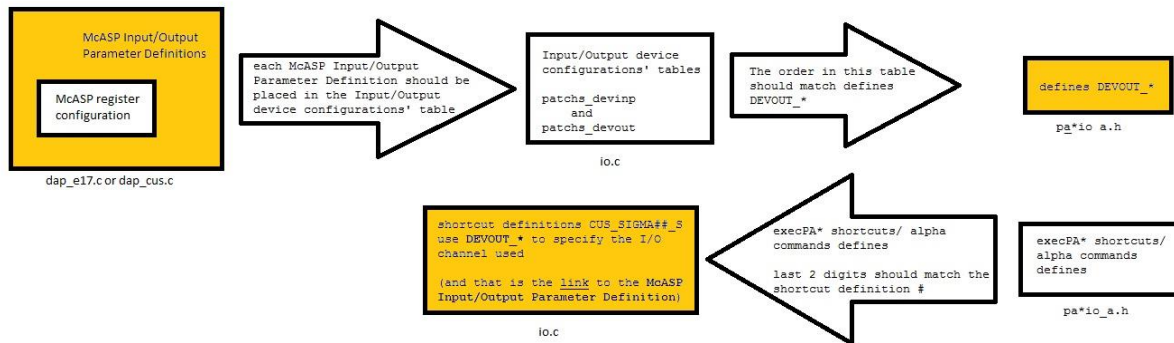 McASP Input/Output
Parameter Definitions
McASP register
configuration
dap_e17.c or dap_cus.c
each McASP Input/Output
Parameter Definition should be
placed in the Input/Output
device configurations' table
Input/Output device
configurations' tables
patchs_devinp
and
patchs_devout
io.c
The order in this table
should match defines
DEVOUT_*
defines DEVOUT_*
pa*io a.h
shortcut definitions CUS_SIGMA##_S
use DEVOUT_* to specify the I/O
channel used
(and that is the link to the McASP
Input/Output Parameter Definition)
io.c
execPA* shortcuts/ alpha
commands defines
last 2 digits should match the
shortcut definition #
execPA* shortcuts/
alpha commands
defines
pa*io_a.h